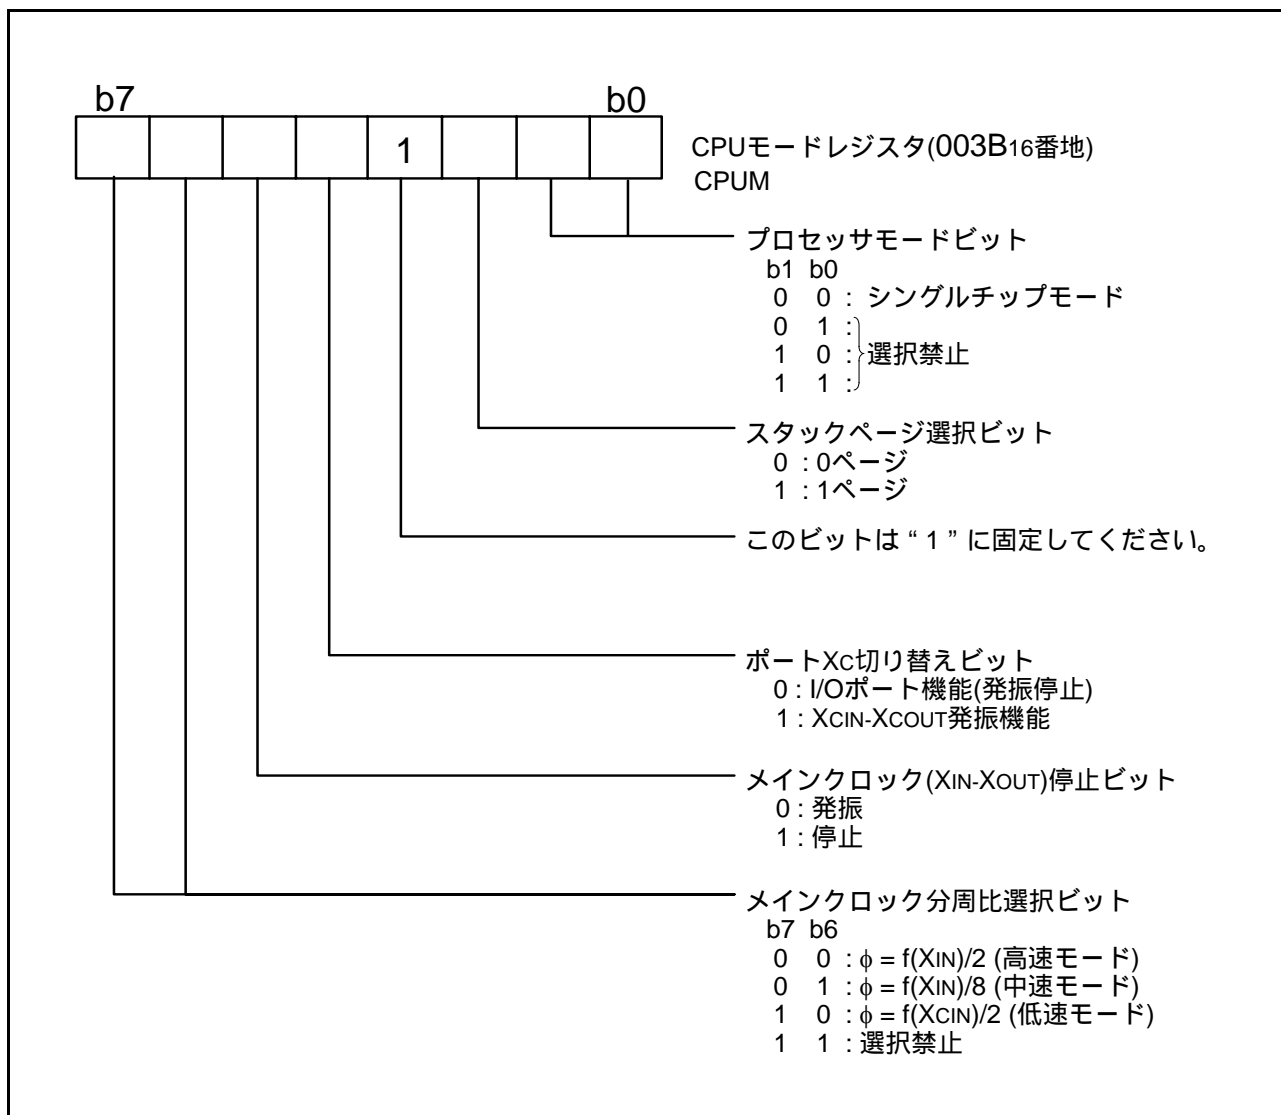 b7 b0
1
CPUモードレジスタ(003B16番地)
CPUM
プロセッサモードビット
b1 b0
0 0 : シングルチップモード
0 1 :
1 0 : 選択禁止
1 1 :
スタックページ選択ビット
0 : 0ページ
1 : 1ページ
このビットは “ 1 ” に固定してください。
ポートXC切り替えビット
0 : I/Oポート機能(発振停止)
1 : XCIN-XCOUT発振機能
メインクロック(XIN-XOUT)停止ビット
0 : 発振
1 : 停止
メインクロック分周比選択ビット
b7 b6
0 0 : φ = f(XIN)/2 (高速モード)
0 1 : φ = f(XIN)/8 (中速モード)
1 0 : φ = f(XCIN)/2 (低速モード)
1 1 : 選択禁止